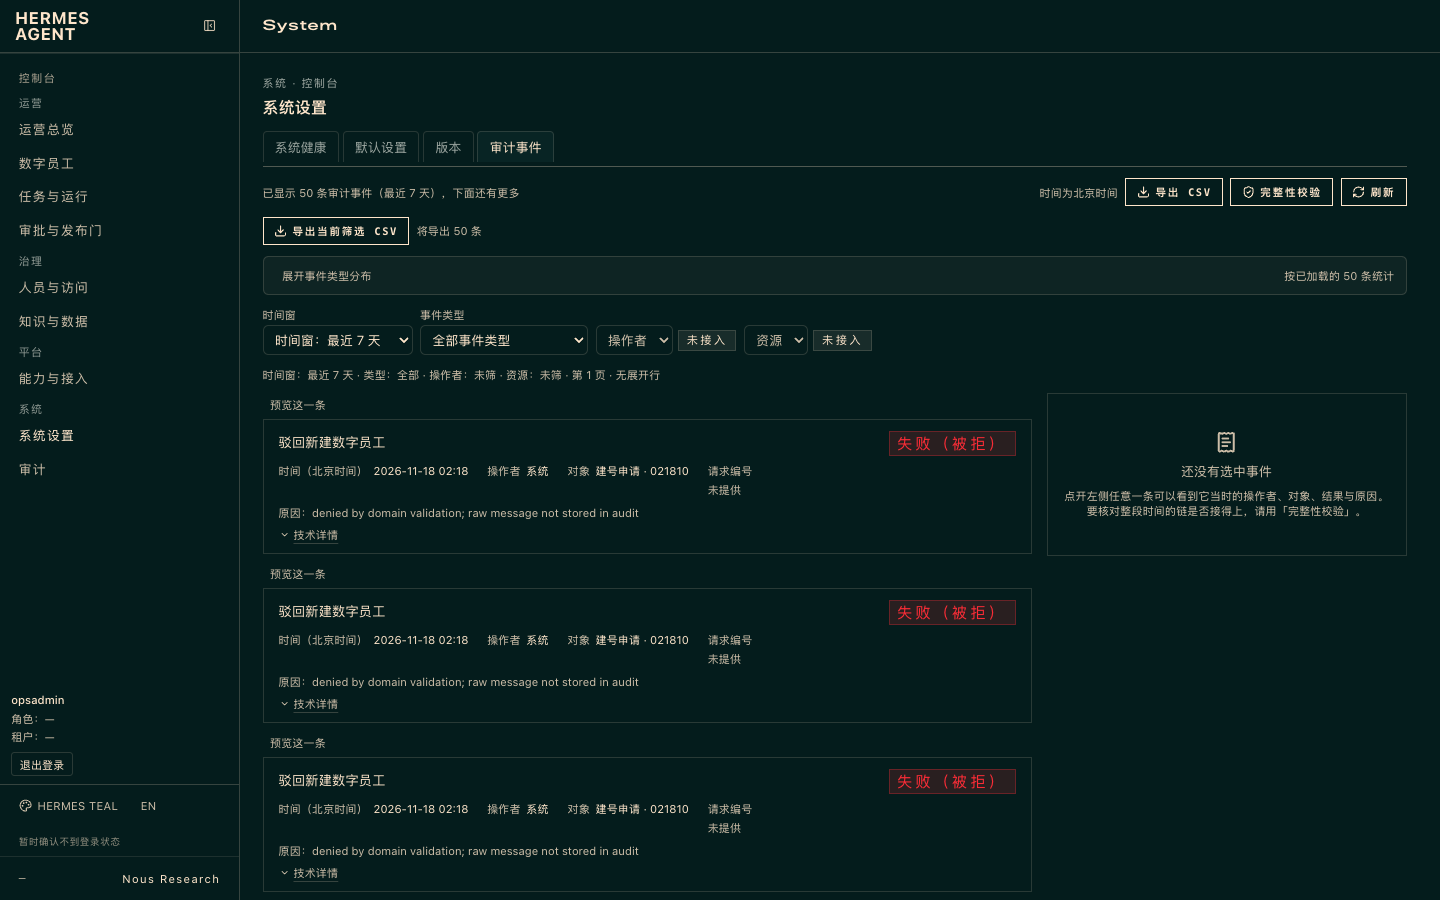 HERMES
AGENT
System
控制台
运营
运营总览
数字员工
任务与运行
审批与发布门
治理
人员与访问
知识与数据
平台
能力与接入
系统
系统设置
审计
opsadmin
角色：—
租户：—
退出登录
HERMES TEAL EN
暂时确认不到登录状态
— Nous Research
系统 · 控制台
系统设置
系统健康 默认设置 版本 审计事件
已显示 50 条审计事件（最近 7 天），下面还有更多 时间为北京时间 导出 CSV 完整性校验 刷新
导出当前筛选 CSV 将导出 50 条
展开事件类型分布 按已加载的 50 条统计
时间窗 事件类型
时间窗：最近 7 天 全部事件类型 操作者 未接入 资源 未接入
时间窗：最近 7 天 · 类型：全部 · 操作者：未筛 · 资源：未筛 · 第 1 页 · 无展开行
预览这一条
驳回新建数字员工 失败（被拒）
时间（北京时间） 2026-11-18 02:18 操作者 系统 对象 建号申请 · 021810 请求编号
未提供
原因：denied by domain validation; raw message not stored in audit
技术详情
预览这一条
驳回新建数字员工 失败（被拒）
时间（北京时间） 2026-11-18 02:18 操作者 系统 对象 建号申请 · 021810 请求编号
未提供
原因：denied by domain validation; raw message not stored in audit
技术详情
预览这一条
驳回新建数字员工 失败（被拒）
时间（北京时间） 2026-11-18 02:18 操作者 系统 对象 建号申请 · 021810 请求编号
未提供
原因：denied by domain validation; raw message not stored in audit
技术详情
还没有选中事件
点开左侧任意一条可以看到它当时的操作者、对象、结果与原因。
要核对整段时间的链是否接得上，请用「完整性校验」。